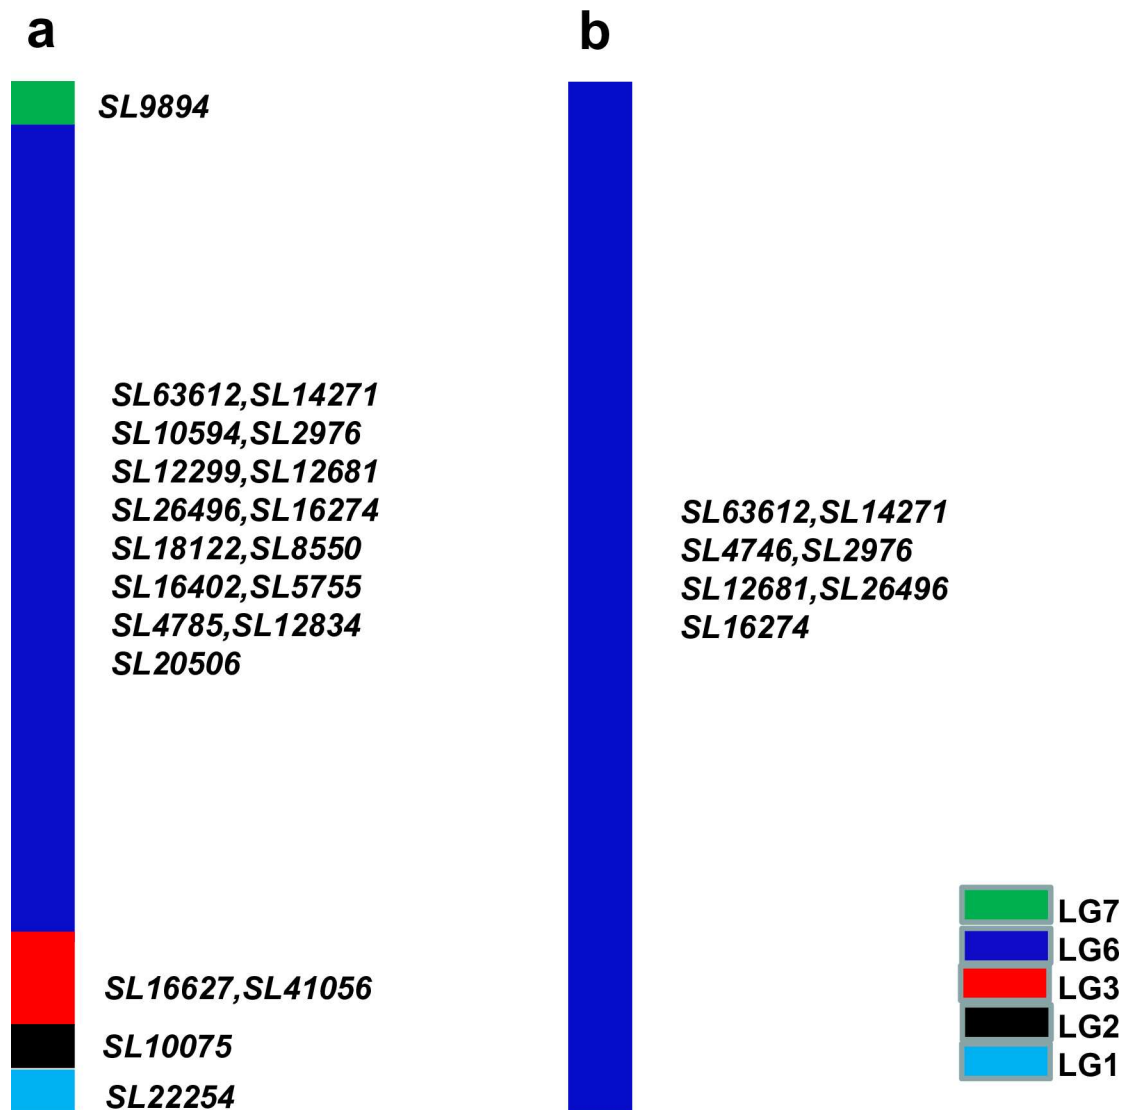 a
SL9894
SL63612,SL14271
SL10594,SL2976
SL12299,SL12681
SL26496,SL16274
SL18122,SL8550
SL16402,SL5755
SL4785,SL12834
SL20506
SL16627,SL41056
SL10075
SL22254
b
SL63612,SL14271
SL4746,SL2976
SL12681,SL26496
SL16274
LG7
LG6
LG3
LG2
LG1